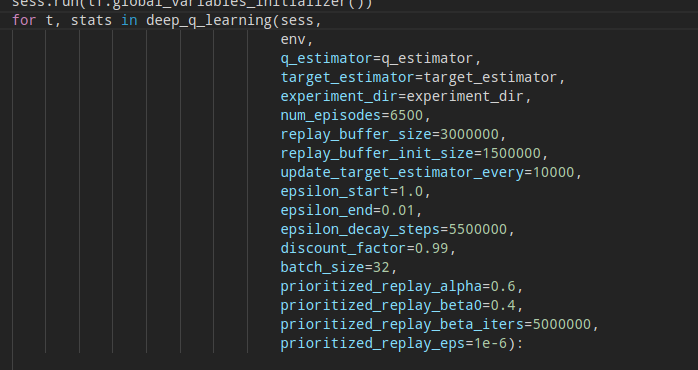 sess.run(tf.global_variables_initializer())
for t, stats in deep_q_learning(sess,
env,
q_estimator=q_estimator,
target_estimator=target_estimator,
experiment_dir=experiment_dir,
num_episodes=6500,
replay_buffer_size=3000000,
replay_buffer_init_size=1500000,
update_target_estimator_every=10000,
epsilon_start=1.0,
epsilon_end=0.01,
epsilon_decay_steps=5500000,
discount_factor=0.99,
batch_size=32,
prioritized_replay_alpha=0.6,
prioritized_replay_beta0=0.4,
prioritized_replay_beta_iters=5000000,
prioritized_replay_eps=1e-6):